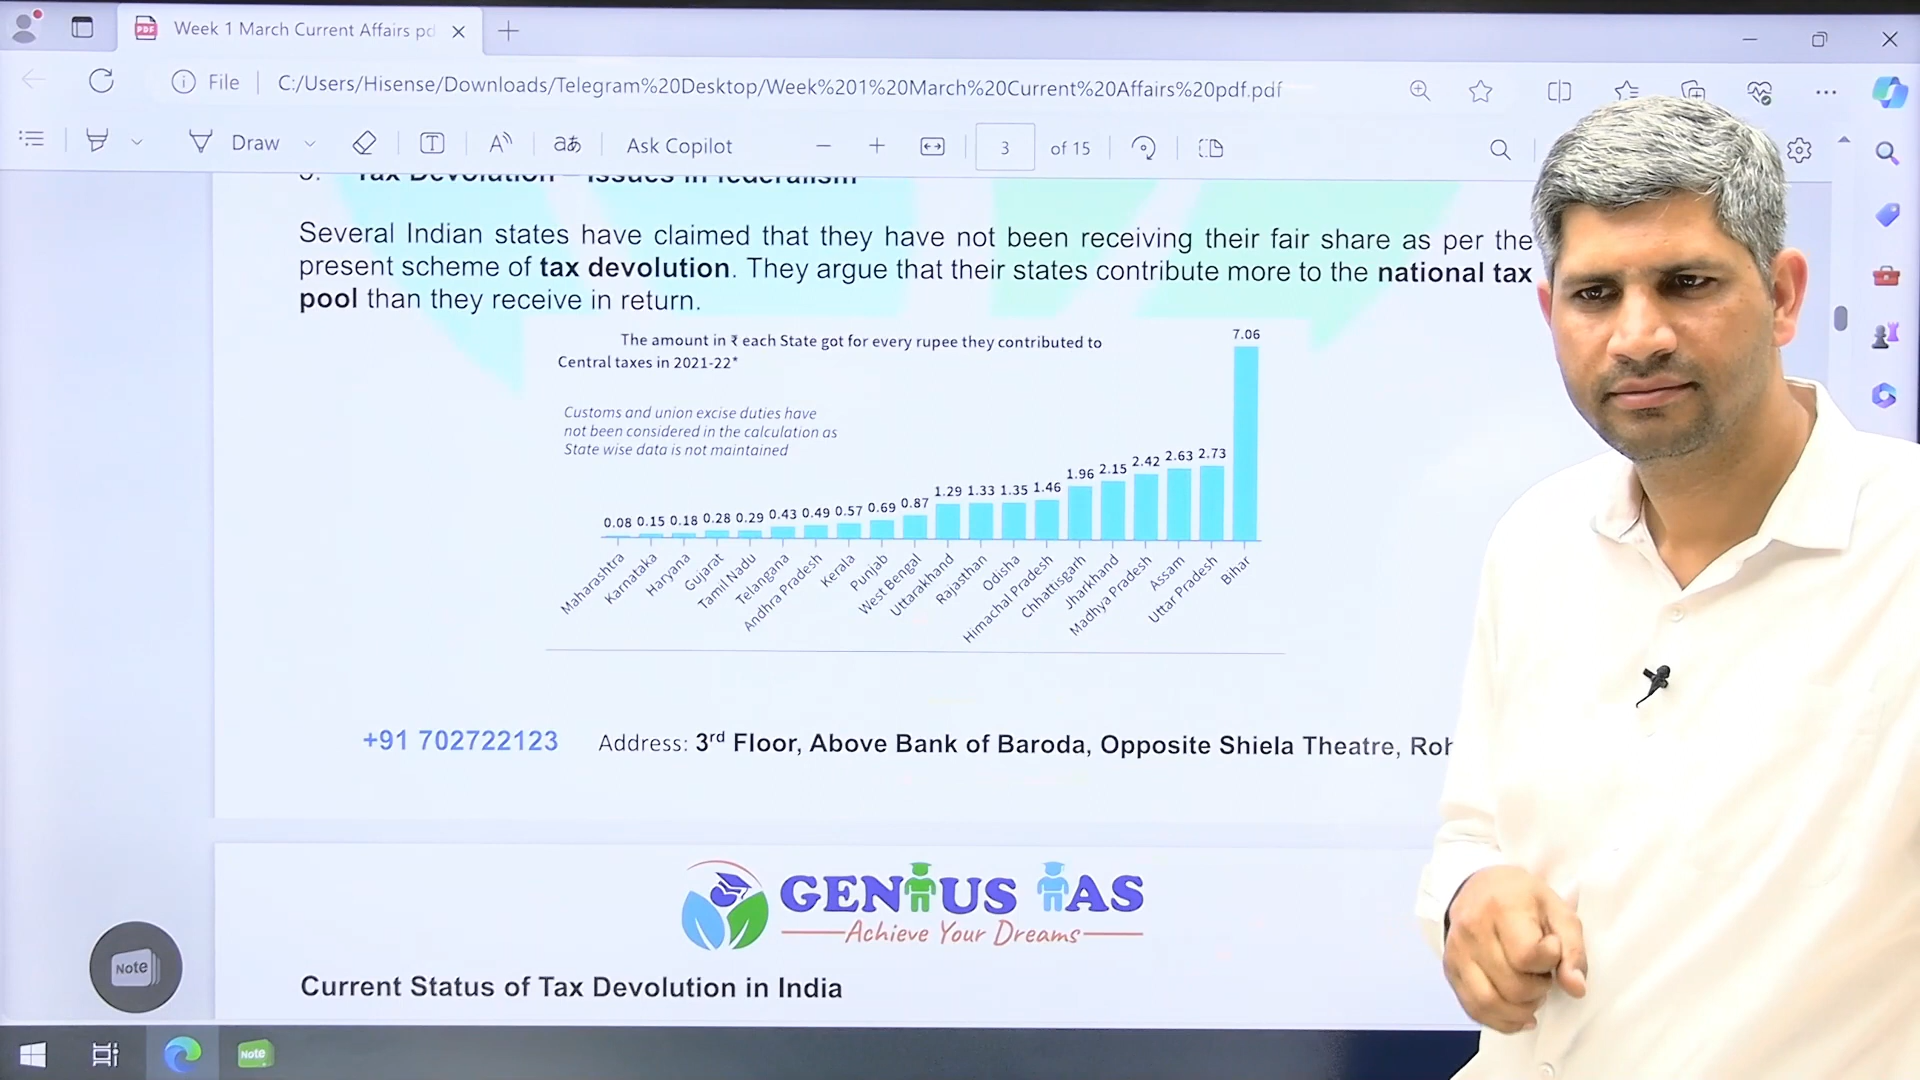 Week 1 March Current Affairs pd
File
C:/Users/Hisense/Downloads/Telegram%20Desktop/Week%201%20March%20Current%20Affairs%20pdf.pdf
Draw
T
A
aあ
Ask Copilot
3
of 15
Tax Devolution – Issues in federalism
Several Indian states have claimed that they have not been receiving their fair share as per the
present scheme of tax devolution. They argue that their states contribute more to the national tax
pool than they receive in return.
The amount in ₹ each State got for every rupee they contributed to
Central taxes in 2021-22*
Customs and union excise duties have
not been considered in the calculation as
State wise data is not maintained
0.08 0.15 0.18 0.28 0.29 0.43 0.49 0.57 0.69 0.87 1.29 1.33 1.35 1.46 1.96 2.15 2.42 2.63 2.73 7.06
Maharashtra
Karnataka
Haryana
Gujarat
Tamil Nadu
Telangana
Andhra Pradesh
Kerala
Punjab
West Bengal
Uttarakhand
Rajasthan
Odisha
Himachal Pradesh
Chhattisgarh
Jharkhand
Madhya Pradesh
Assam
Uttar Pradesh
Bihar
+91 702722123 Address: 3rd Floor, Above Bank of Baroda, Opposite Shiela Theatre, Roh
GENIUS IAS
Achieve Your Dreams
Current Status of Tax Devolution in India
Note
Note